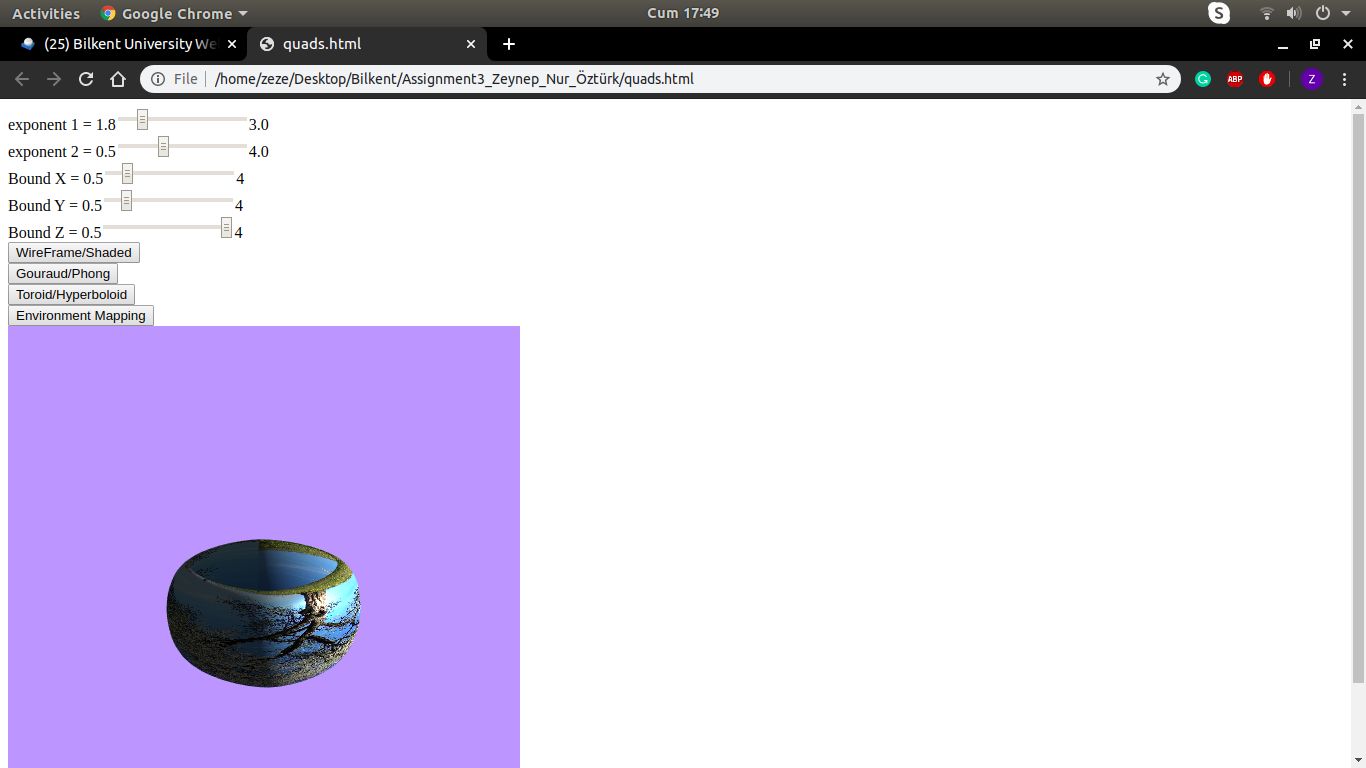 Activities Google Chrome Cum 17:49 S
(25) Bilkent University We quads.html
File /home/zeze/Desktop/Bilkent/Assignment3_Zeynep_Nur_Öztürk/quads.html ABP Z
exponent 1 = 1.8 3.0
exponent 2 = 0.5 4.0
Bound X = 0.5 4
Bound Y = 0.5 4
Bound Z = 0.5 4
WireFrame/Shaded
Gouraud/Phong
Toroid/Hyperboloid
Environment Mapping